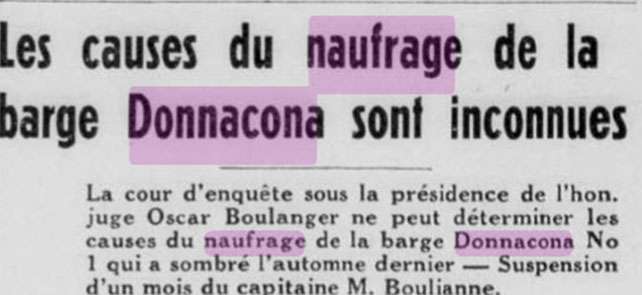 Les causes du naufrage de la
barge Donnacona sont inconnues
La cour d'enquête sous la présidence de l'hon.
juge Oscar Boulanger ne peut déterminer les
causes du naufrage de la barge Donnacona No
1 qui a sombré l'automne dernier — Suspension
d'un mois du capitaine M. Boulianne.